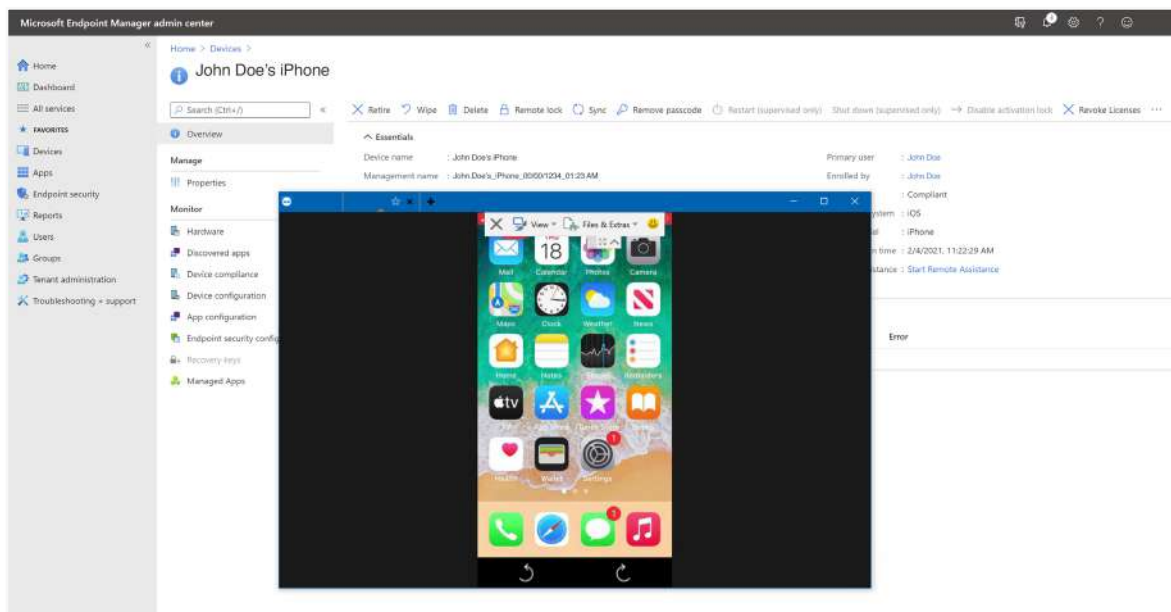 Microsoft Endpoint Manager admin center
Home > Devices >
John Doe's iPhone
Home
Dashboard
All services
FAVORITES
Devices
Apps
Endpoint security
Reports
Users
Groups
Tenant administration
Troubleshooting + support
Search (Ctrl+/)
Overview
Manage
Properties
Monitor
Hardware
Discovered apps
Device compliance
Device configuration
App configuration
Endpoint security config
Recovery keys
Managed Apps
Retire Wipe Delete Remote lock Sync Remove passcode Restart (supervised only) Shut down (supervised only) Disable activation lock Revoke Licenses ...
Essentials
Device name : John Doe's iPhone
Management name : John Doe's_iPhone_00/00/1234_01:23 AM
Primary user : John Doe
Enrolled by : John Doe
: Compliant
: iOS
: iPhone
time : 2/4/2021, 11:22:29 AM
: Start Remote Assistance
Error
View Files & Extras
18
Mail Calendar Photos Camera
Maps Clock Weather News
Home Notes Stocks Reminders
tv
Health Wallet Settings
1
1